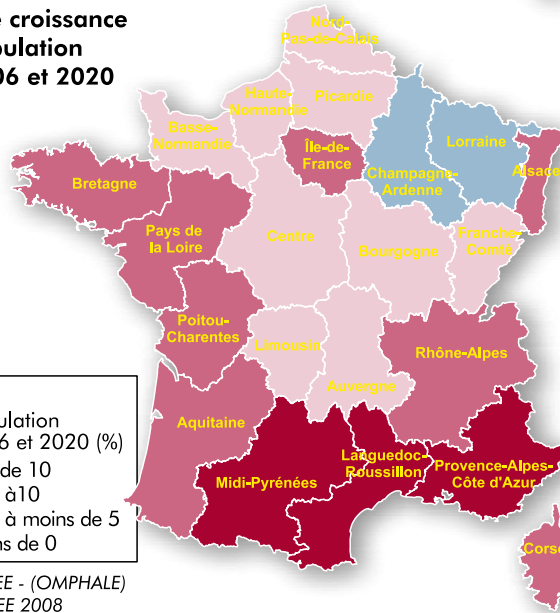 e croissance
pulation
06 et 2020
Nord-
Pas-de-Calais
Haute-
Normandie
Picardie
Basse-
Normandie
Île-de-
France
Champagne-
Ardenne
Lorraine
Alsace
Bretagne
Pays de
la Loire
Centre
Bourgogne
Franche-
Comté
Poitou-
Charentes
Limousin
Auvergne
Rhône-Alpes
Aquitaine
Midi-Pyrénées
Languedoc-
Roussillon
Provence-Alpes-
Côte d'Azur
Corse
pulation
6 et 2020 (%)
de 10
à10
à moins de 5
ns de 0
EE - (OMPHALE)
EE 2008